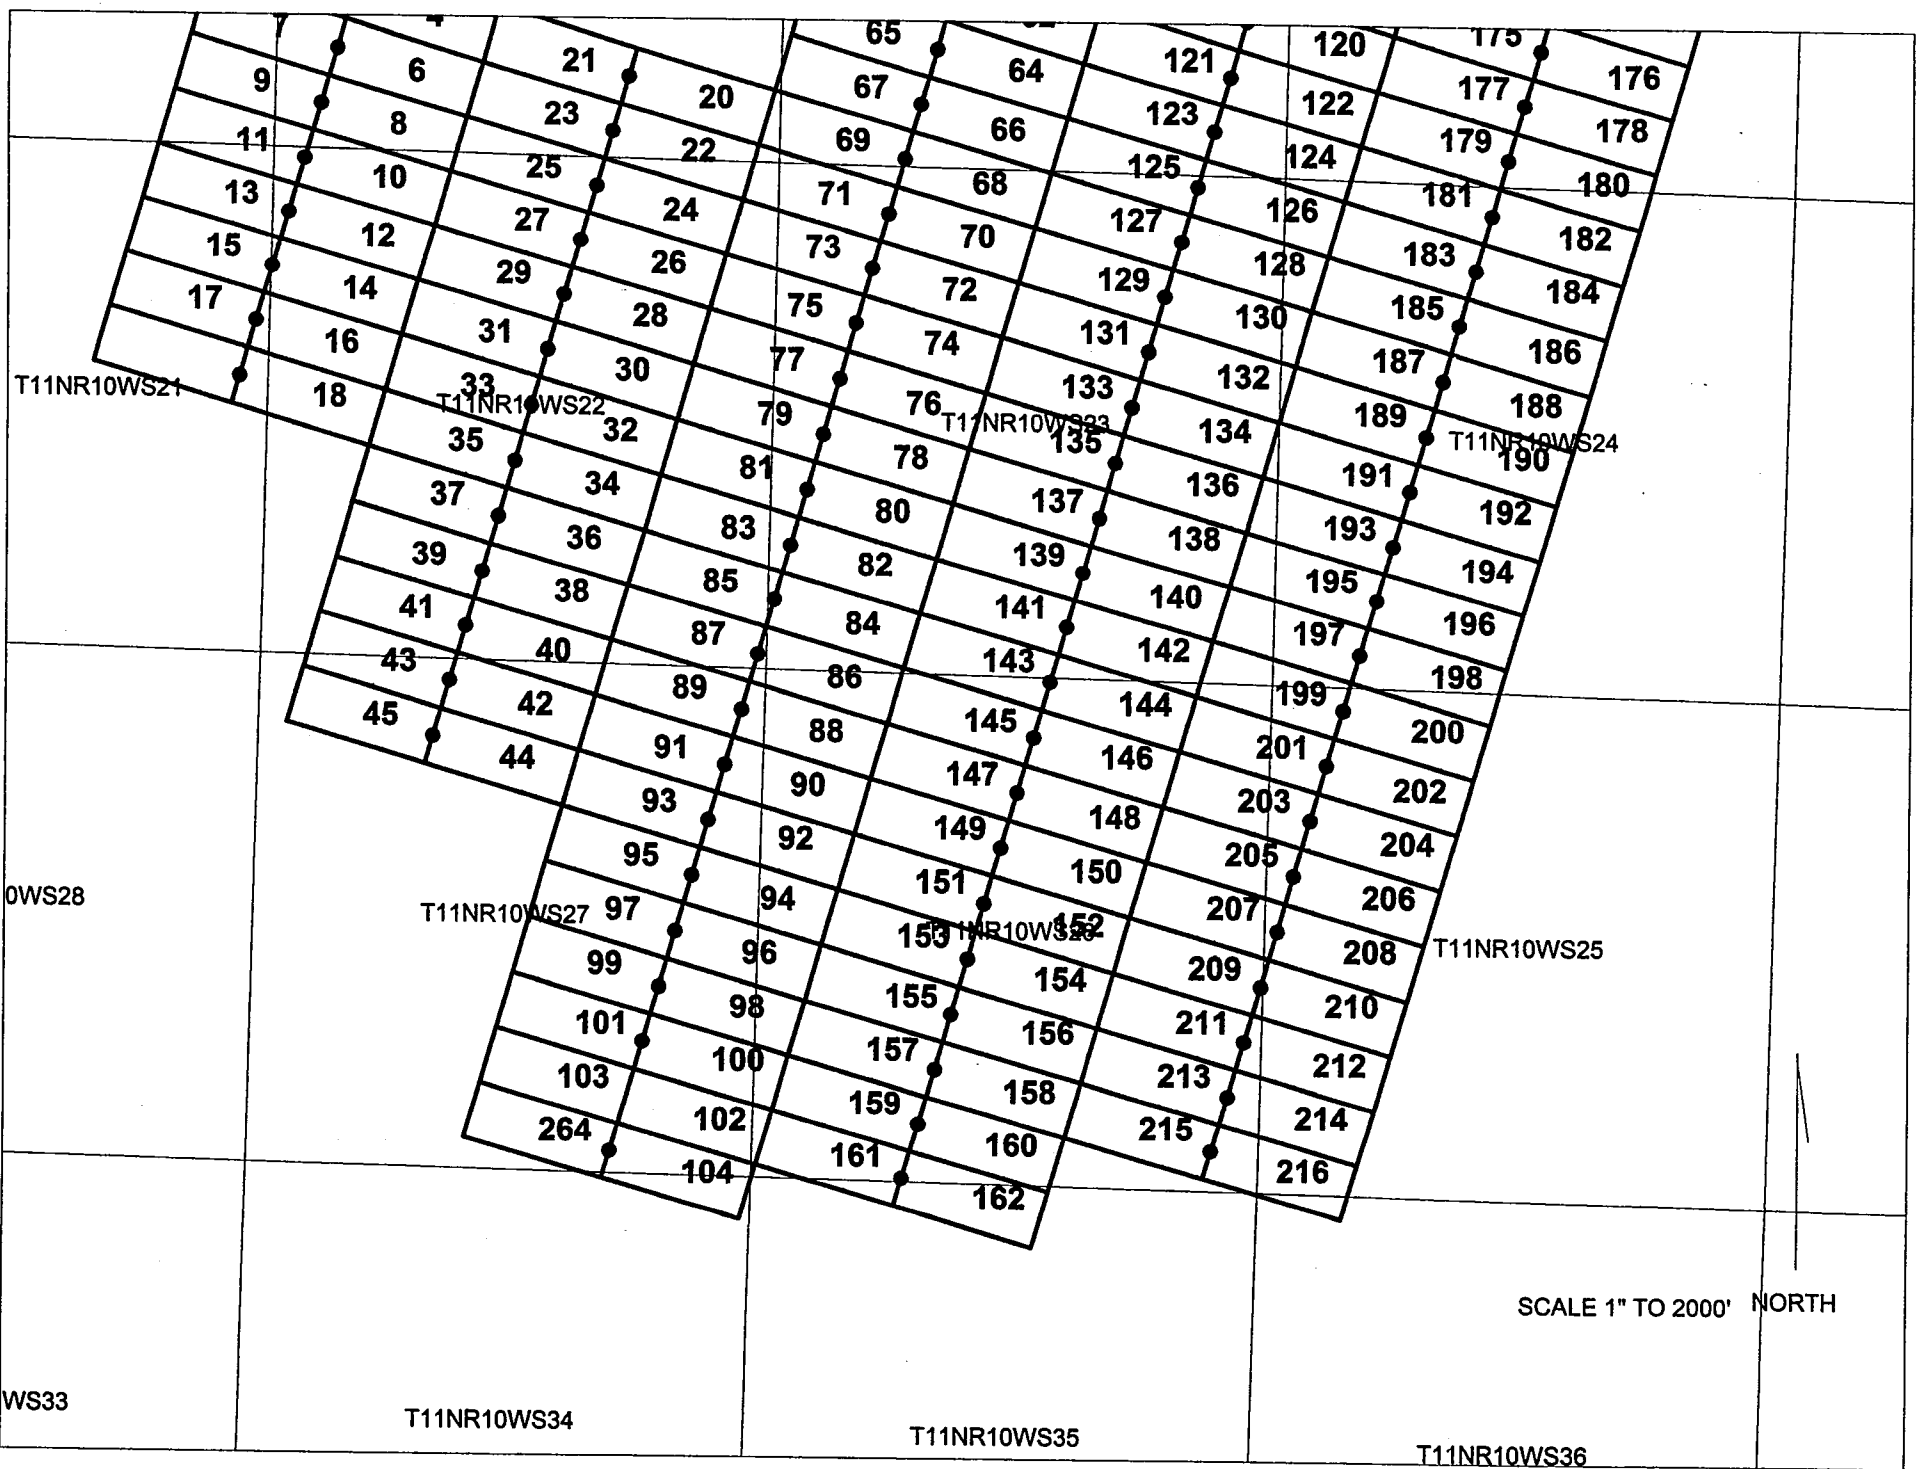 7 4 65 62 120 175
9 6 21 20 67 64 121 122 177 176
11 8 23 22 69 66 123 124 179 178
13 10 25 24 71 68 125 126 181 180
15 12 27 26 73 70 127 128 183 182
17 14 29 28 75 72 129 130 185 184
16 31 30 77 74 131 132 187 186
T11NR10WS21 18 33 T11NR10WS22 32 79 76 T11NR10WS23 133 134 189 188
35 34 81 78 135 136 191 T11NR10WS24 190
37 36 83 80 137 138 193 192
39 38 85 82 139 140 195 194
41 40 87 84 141 142 197 196
43 42 89 86 143 144 199 198
45 44 91 88 145 146 201 200
93 90 147 148 203 202
95 92 149 150 205 204
0WS28 T11NR10WS27 97 94 151 152 207 206
99 96 153 T11NR10WS26 154 209 208 T11NR10WS25
101 98 155 156 211 210
103 100 157 158 213 212
264 102 159 160 215 214
104 161 162 216
SCALE 1" TO 2000' NORTH
WS33 T11NR10WS34 T11NR10WS35 T11NR10WS36